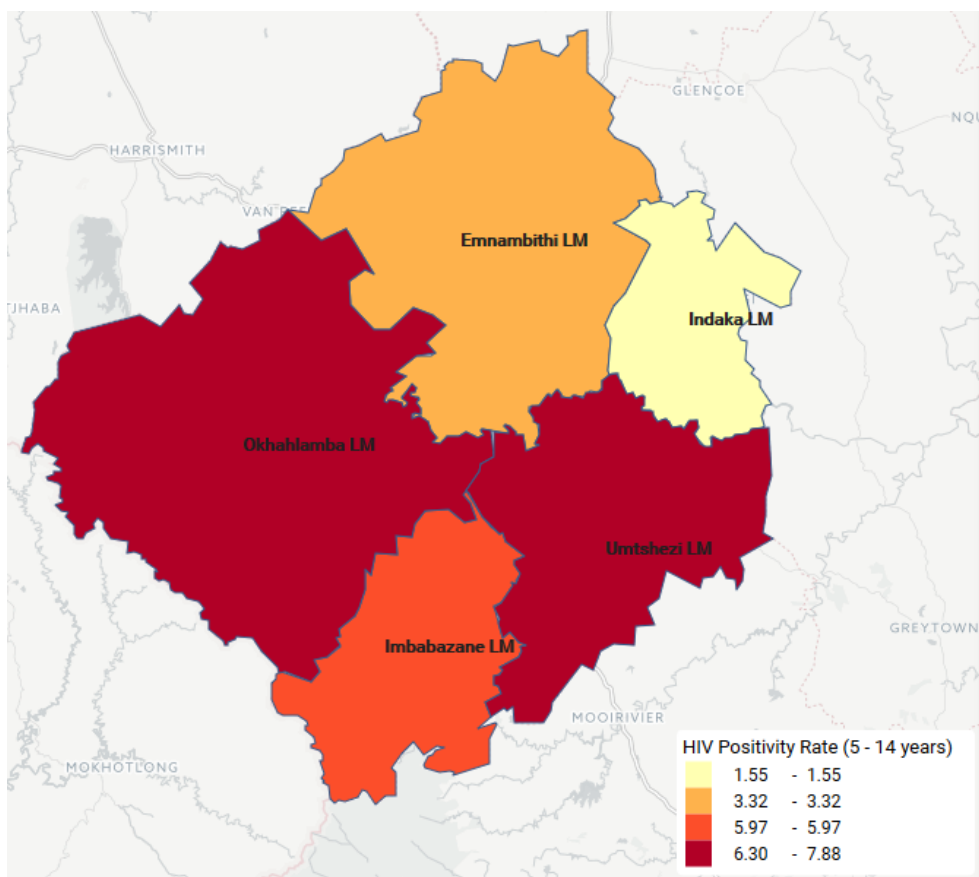 GLENCOE
HARRISMITH
Emnambithi LM
Indaka LM
Okhahlamba LM
Umtshezi LM
GREYTOWN
Imbabazane LM
MOOIRIVIER
MOKHOTLONG
HIV Positivity Rate (5 - 14 years)
1.55 - 1.55
3.32 - 3.32
5.97 - 5.97
6.30 - 7.88